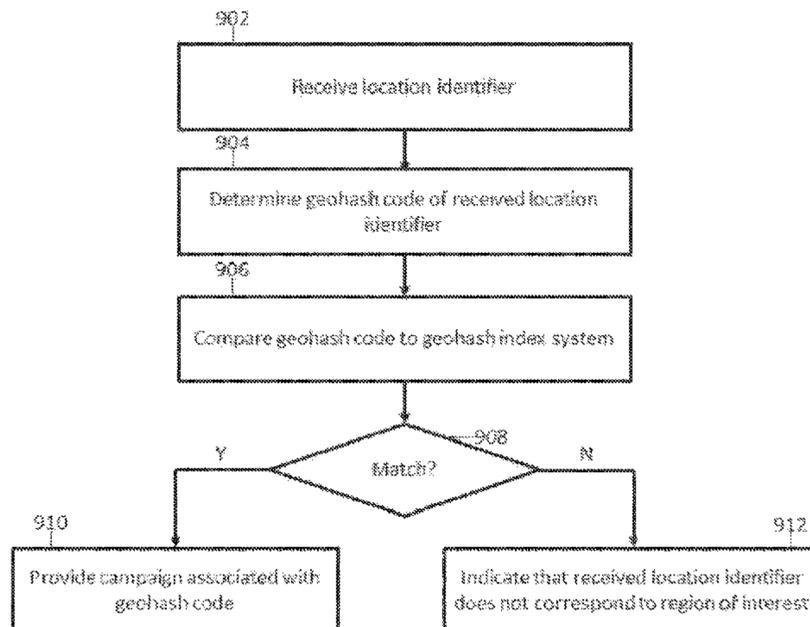 902
Receive location identifier
904
Determine geohash code of received location
identifier
906
Compare geohash code to geohash index system
908
Match?
Y
N
910
Provide campaign associated with
geohash code
912
Indicate that received location identifier
does not correspond to region of interest